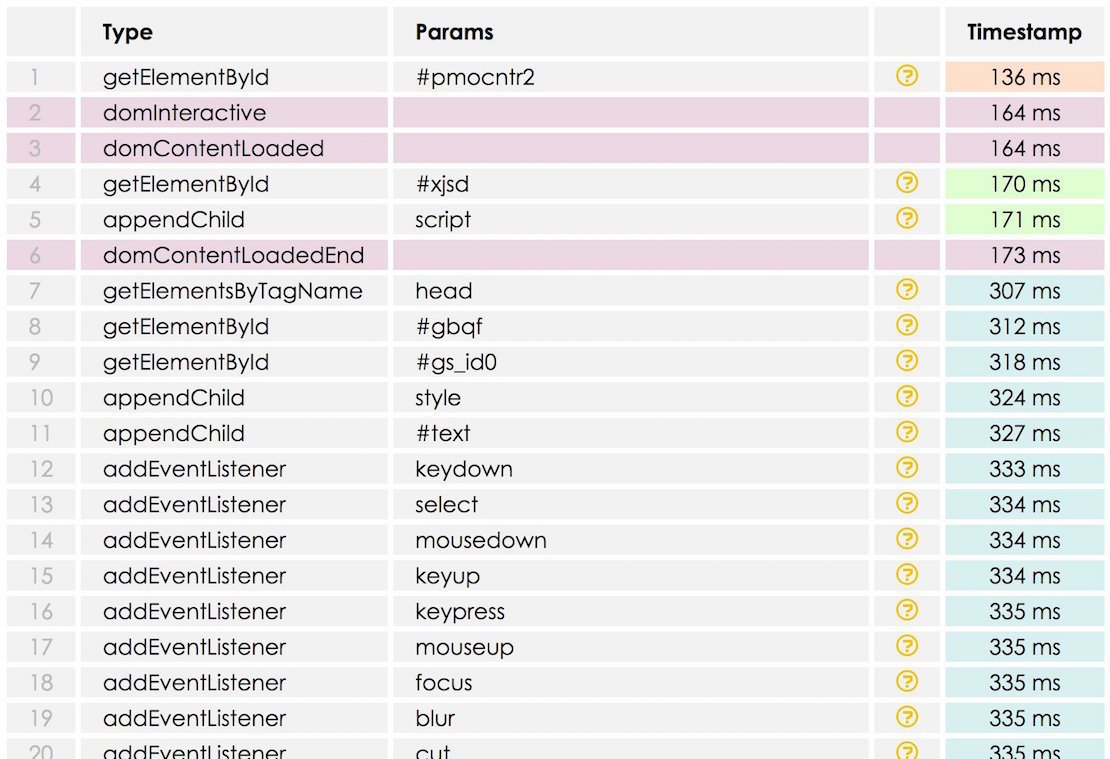 Type Params Timestamp
1 getElementById #pmocntr2 ? 136 ms
2 domInteractive 164 ms
3 domContentLoaded 164 ms
4 getElementById #xjsd ? 170 ms
5 appendChild script ? 171 ms
6 domContentLoadedEnd 173 ms
7 getElementsByTagName head ? 307 ms
8 getElementById #gbqf ? 312 ms
9 getElementById #gs_id0 ? 318 ms
10 appendChild style ? 324 ms
11 appendChild #text ? 327 ms
12 addEventListener keydown ? 333 ms
13 addEventListener select ? 334 ms
14 addEventListener mousedown ? 334 ms
15 addEventListener keyup ? 334 ms
16 addEventListener keypress ? 335 ms
17 addEventListener mouseup ? 335 ms
18 addEventListener focus ? 335 ms
19 addEventListener blur ? 335 ms
20 addEventListener cut ? 335 ms